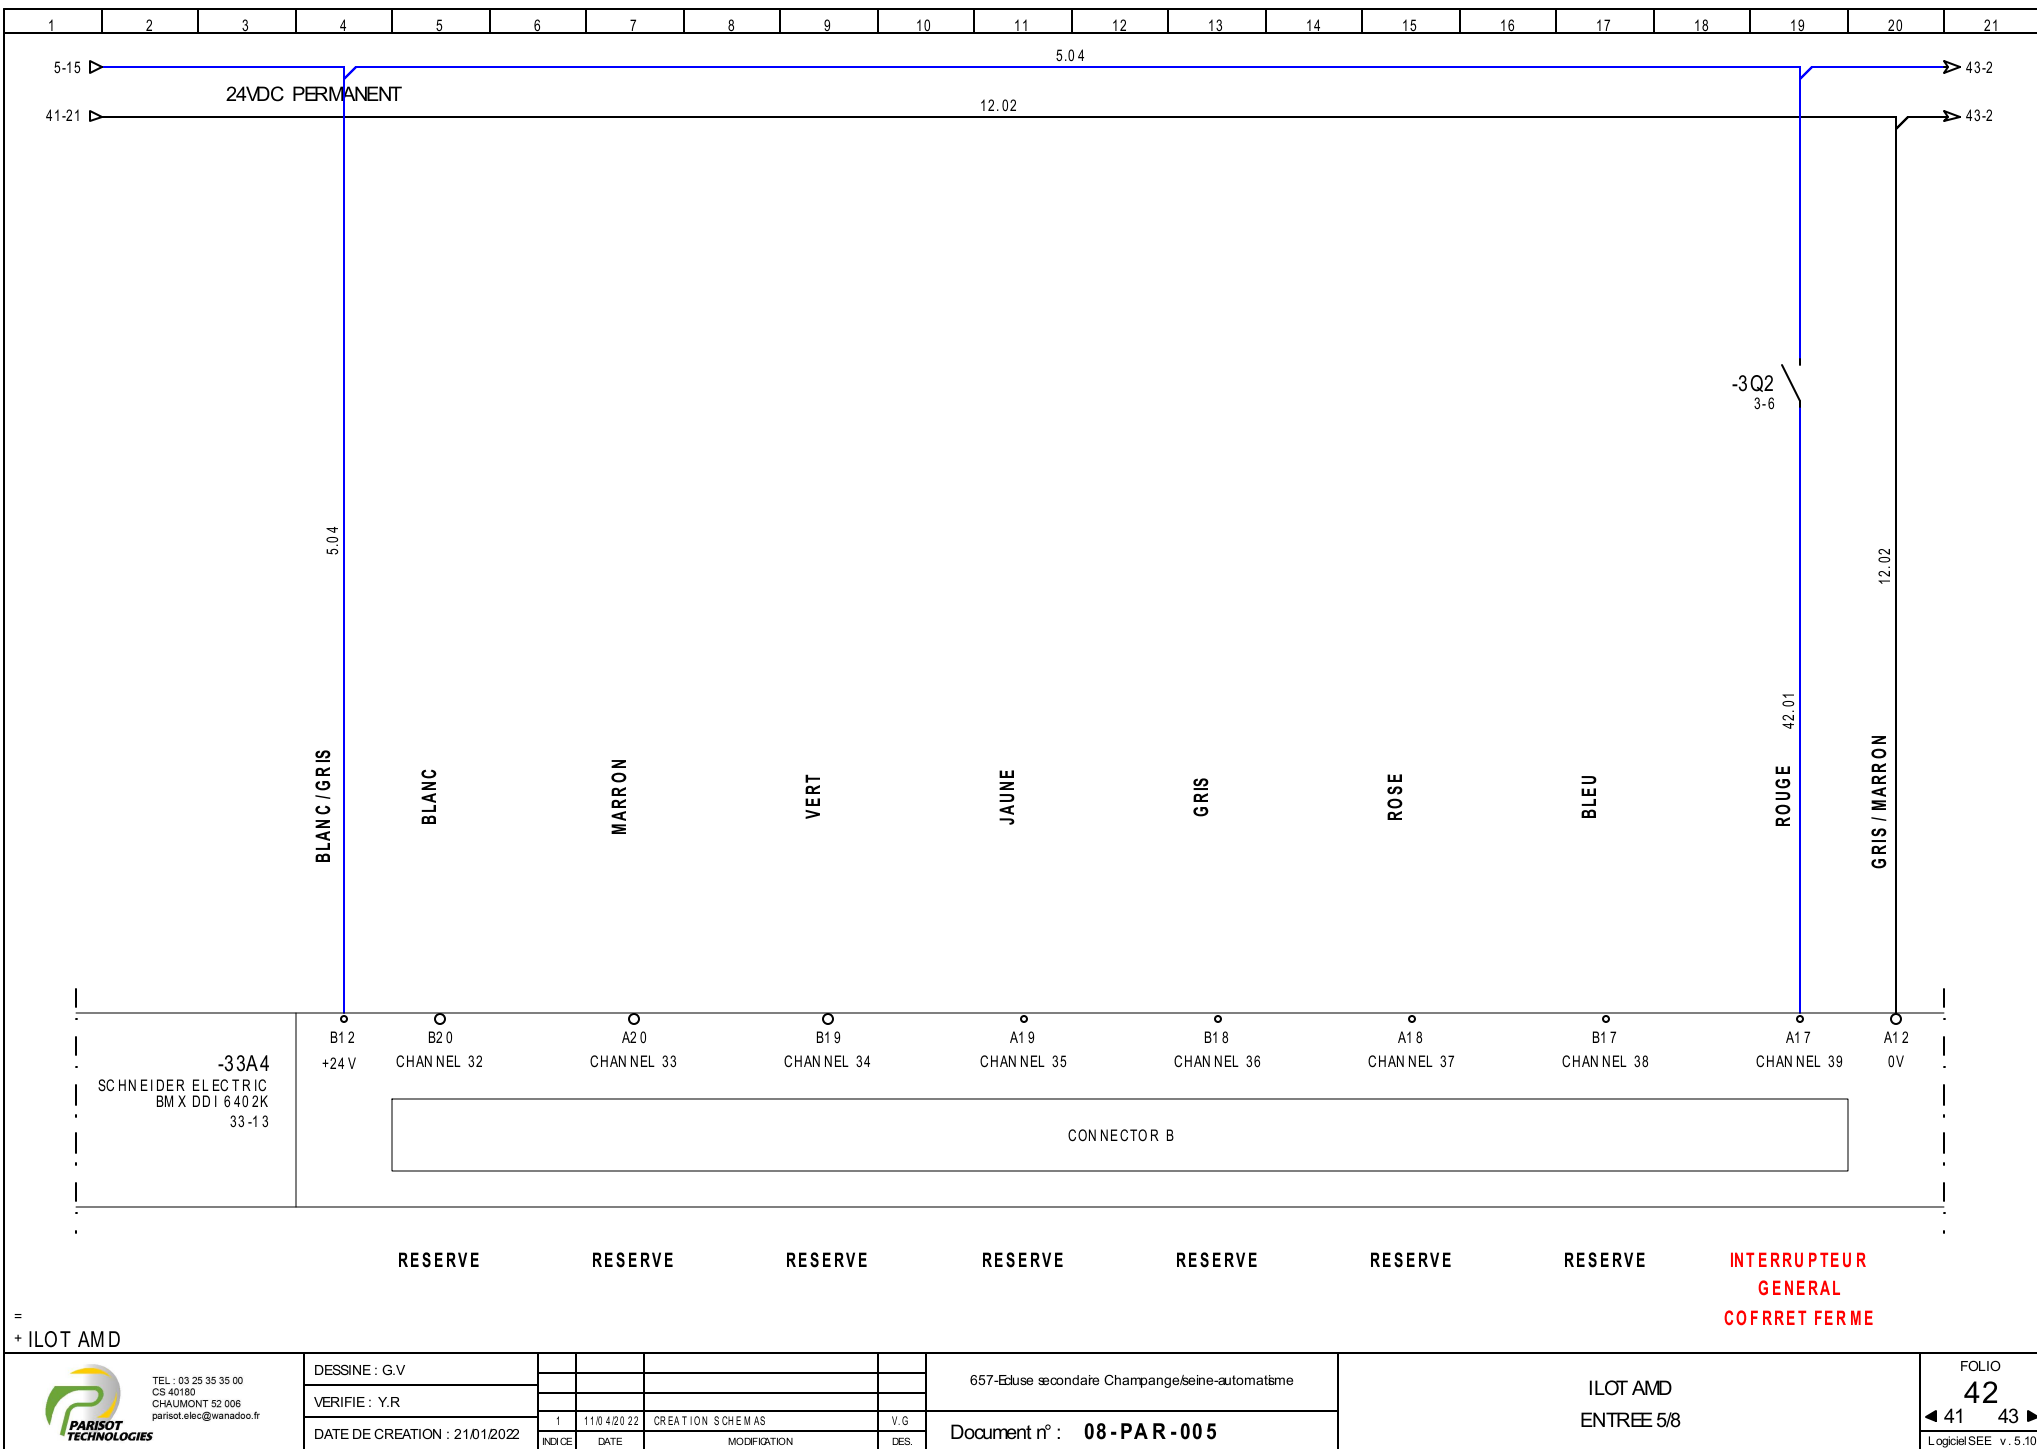 1 2 3 4 5 6 7 8 9 10 11 12 13 14 15 16 17 18 19 20 21
5-15
5.04
43-2
24VDC PERMANENT
41-21
12.02
43-2
-3Q2
3-6
5.04
12.02
42.01
BLANC/GRIS
BLANC
MARRON
VERT
JAUNE
GRIS
ROSE
BLEU
ROUGE
GRIS/MARRON
B12 B20 A20 B19 A19 B18 A18 B17 A17 A12
+24V CHANNEL 32 CHANNEL 33 CHANNEL 34 CHANNEL 35 CHANNEL 36 CHANNEL 37 CHANNEL 38 CHANNEL 39 0V
-33A4
SCHNEIDER ELECTRIC
BMX DDI 6402K
33-13
CONNECTOR B
RESERVE RESERVE RESERVE RESERVE RESERVE RESERVE RESERVE INTERRUPTEUR
GENERAL
COFRRET FERME
=
+ ILOT AMD
PARISOT
TECHNOLOGIES
TEL : 03 25 35 35 00
CS 40180
CHAUMONT 52 006
parisot.elec@wanadoo.fr
DESSINE : G.V
VERIFIE : Y.R
DATE DE CREATION : 21/01/2022
1 11/04/2022 CREATION SCHEMAS V.G
INDICE DATE MODIFICATION DES.
657-Ecluse secondaire Champange/seine-automatisme
Document n° : 08-PAR-005
ILOT AMD
ENTREE 5/8
FOLIO
42
41 43
Logiciel SEE v.5.10